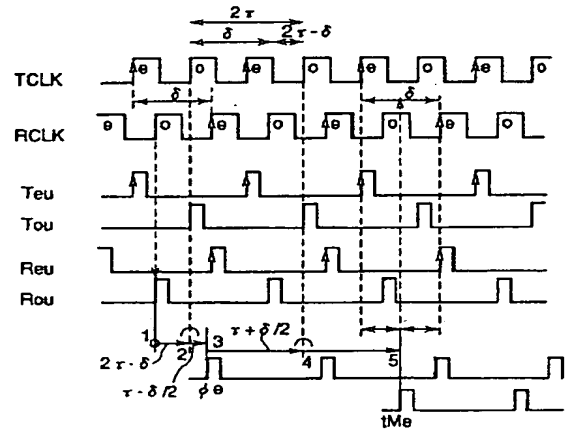 2τ
δ 2τ-δ
TCLK e o e o e e o
δ δ
RCLK e o e o e o e o
Teu
Tou
Reu
Rou
1 2 3 τ+δ/2 4 5
2τ-δ
τ-δ/2
φe
tMe